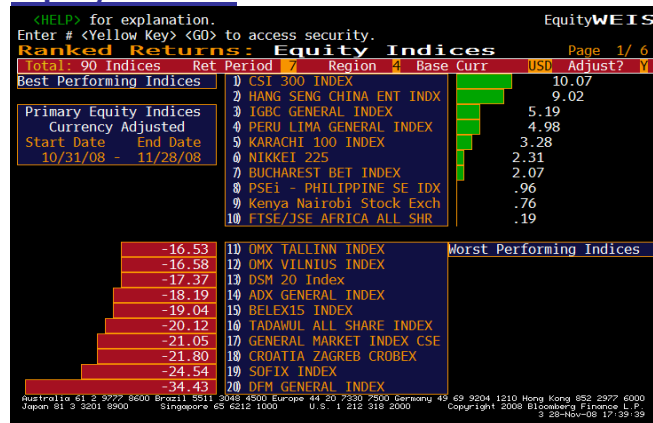 <HELP> for explanation. EquityWEIS
Enter # <Yellow Key> <GO> to access security.
Ranked Returns: Equity Indices Page 1/ 6
Total: 90 Indices Ret Period 7 Region 4 Base Curr USD Adjust? Y
Best Performing Indices
1) CSI 300 INDEX 10.07
2) HANG SENG CHINA ENT INDX 9.02
Primary Equity Indices 3) IGBC GENERAL INDEX 5.19
Currency Adjusted 4) PERU LIMA GENERAL INDEX 4.98
Start Date End Date 5) KARACHI 100 INDEX 3.28
10/31/08 - 11/28/08 6) NIKKEI 225 2.31
7) BUCHAREST BET INDEX 2.07
8) PSEi - PHILIPPINE SE IDX .96
9) Kenya Nairobi Stock Exch .76
10) FTSE/JSE AFRICA ALL SHR .19
-16.53 11) OMX TALLINN INDEX Worst Performing Indices
-16.58 12) OMX VILNIUS INDEX
-17.37 13) DSM 20 Index
-18.19 14) ADX GENERAL INDEX
-19.04 15) BELEX15 INDEX
-20.12 16) TADAWUL ALL SHARE INDEX
-21.05 17) GENERAL MARKET INDEX CSE
-21.80 18) CROATIA ZAGREB CROBEX
-24.54 19) SOFIX INDEX
-34.43 20) DFM GENERAL INDEX
Australia 61 2 9777 8600 Brazil 5511 3048 4500 Europe 44 20 7330 7500 Germany 49 69 9204 1210 Hong Kong 852 2977 6000
Japan 81 3 3201 8900 Singapore 65 6212 1000 U.S. 1 212 318 2000 Copyright 2008 Bloomberg Finance L.P.
3 28-Nov-08 17:39:39